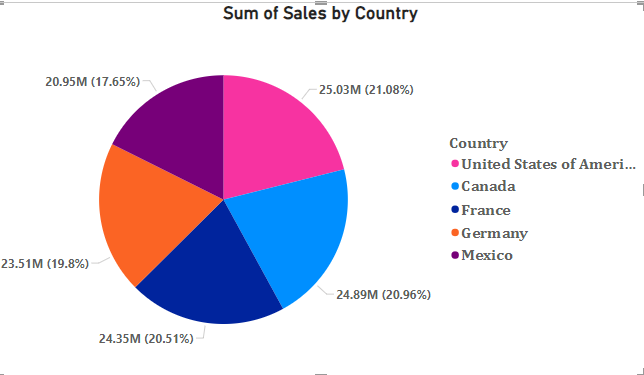 Sum of Sales by Country
20.95M (17.65%)
25.03M (21.08%)
Country
United States of Ameri...
Canada
France
Germany
Mexico
23.51M (19.8%)
24.89M (20.96%)
24.35M (20.51%)